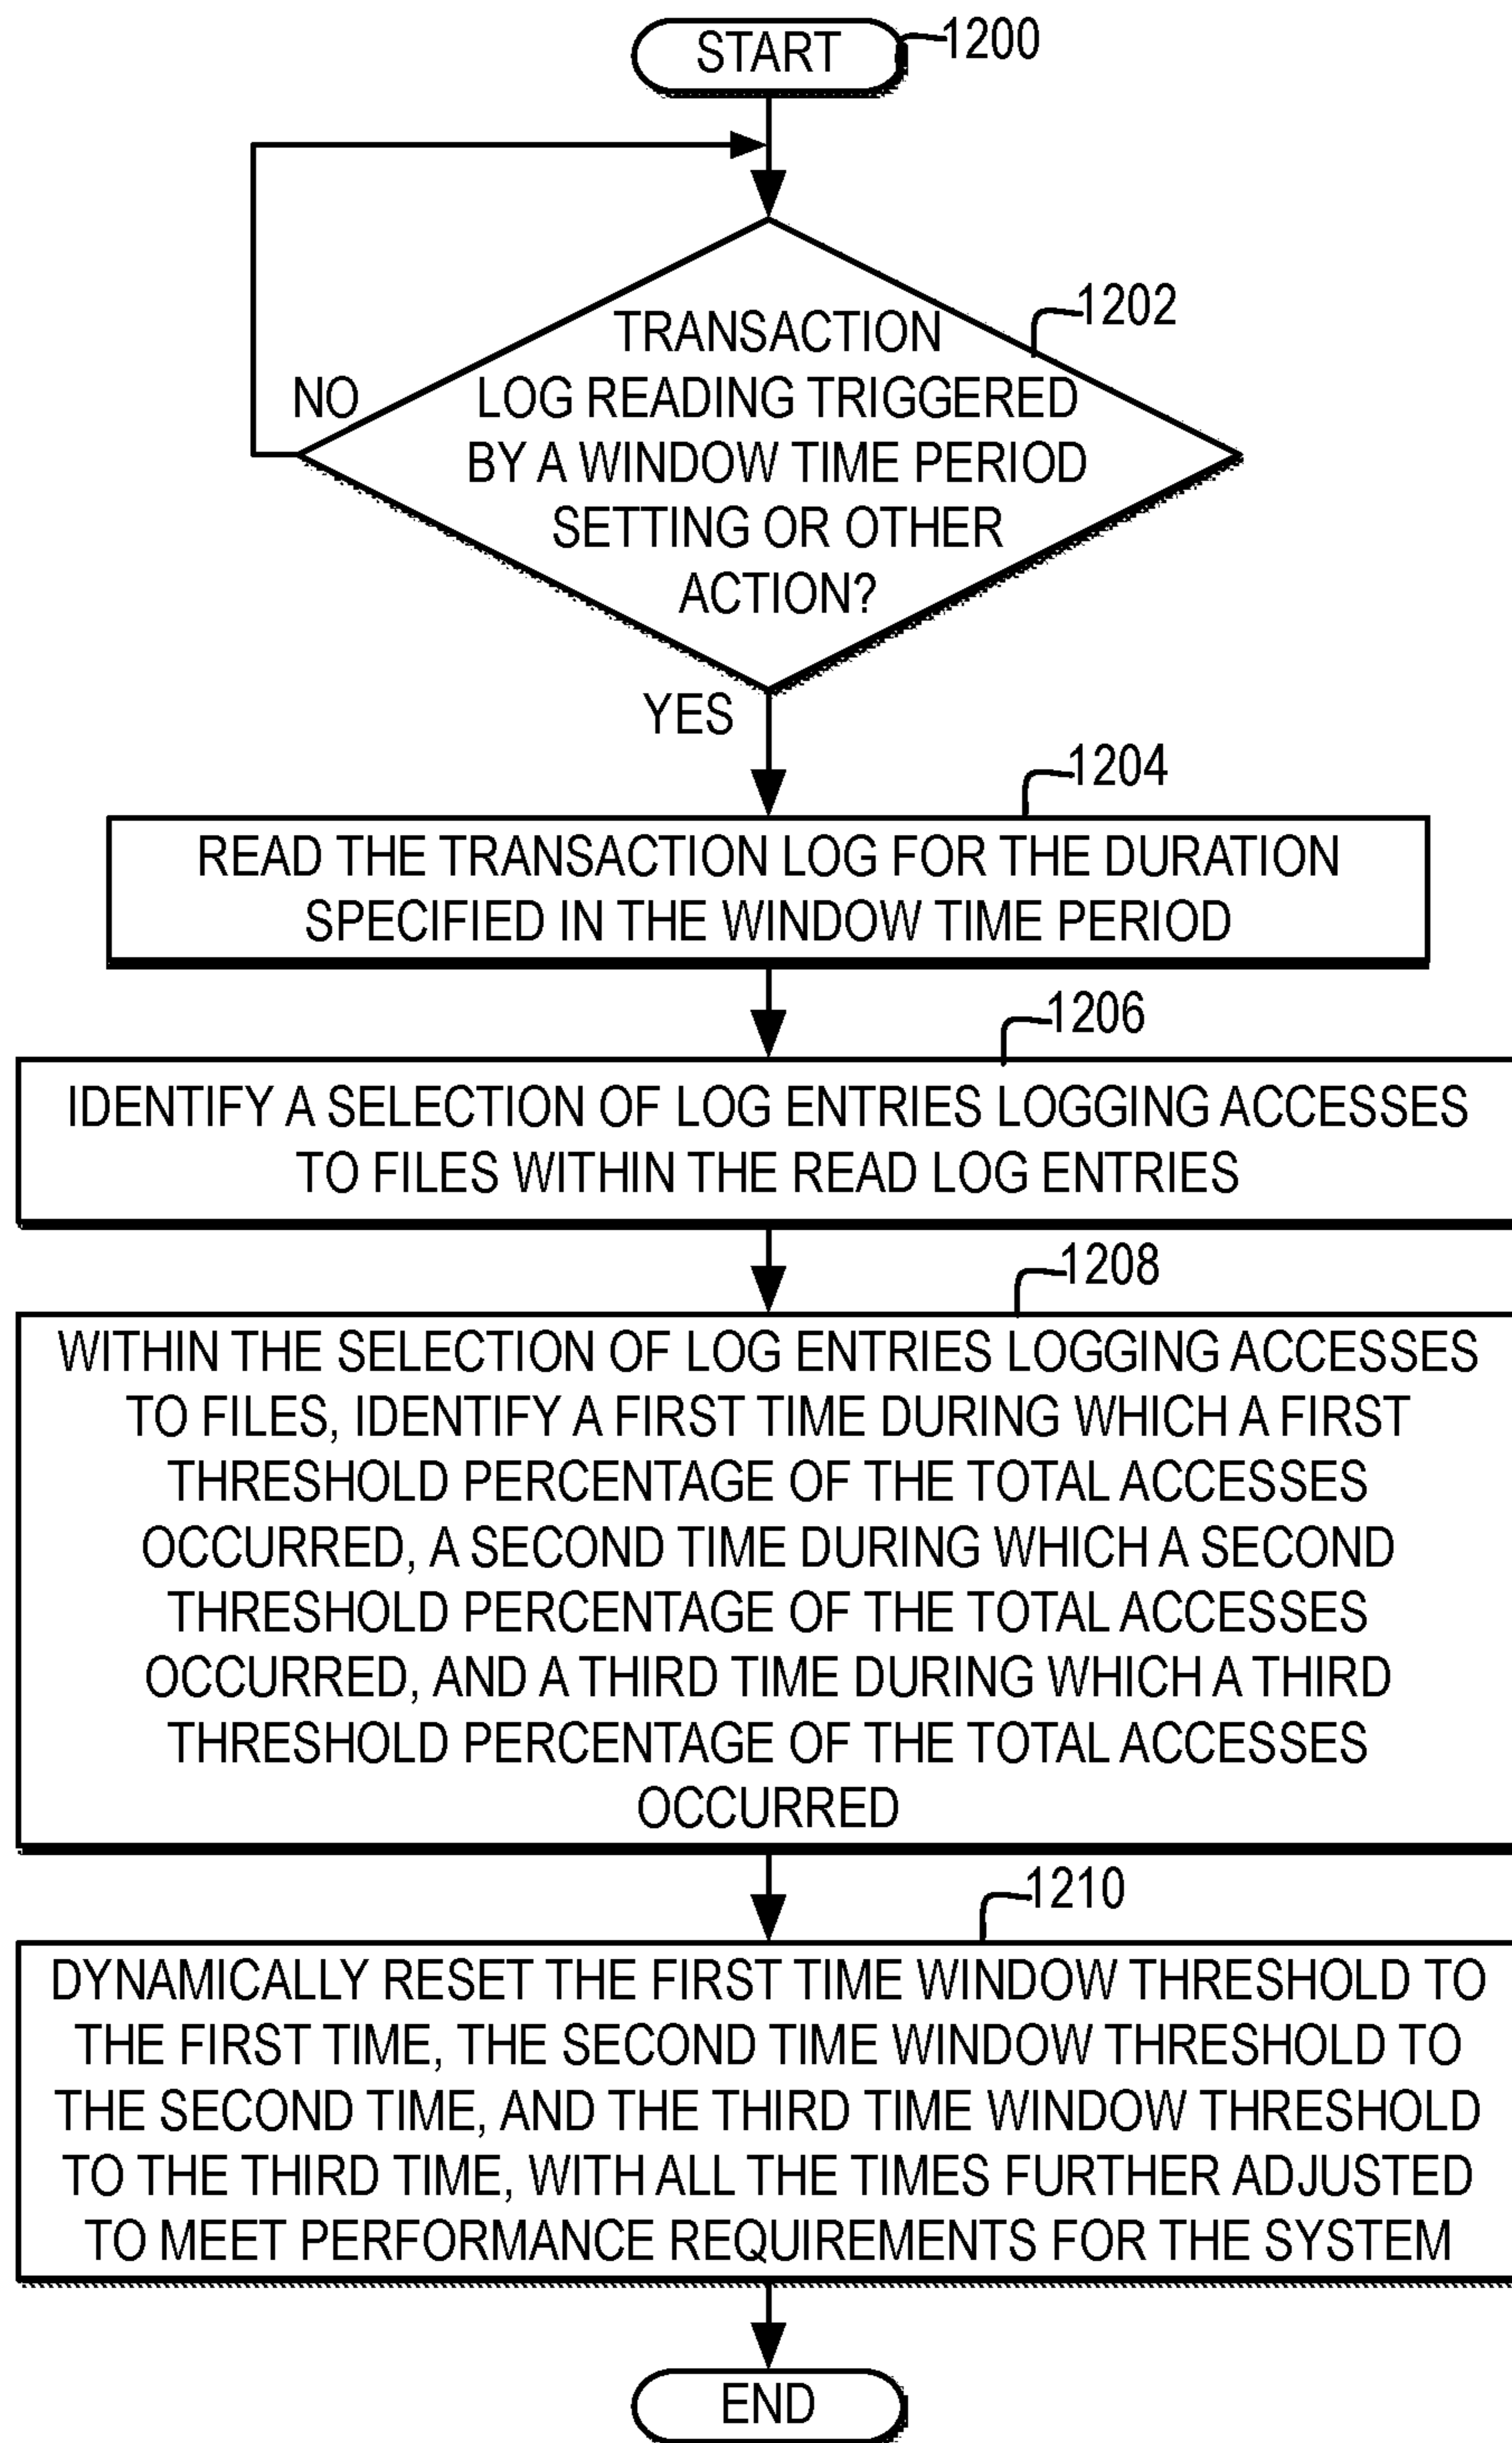 START
1200
1202
TRANSACTION
LOG READING TRIGGERED
BY A WINDOW TIME PERIOD
SETTING OR OTHER
ACTION?
NO
YES
1204
READ THE TRANSACTION LOG FOR THE DURATION
SPECIFIED IN THE WINDOW TIME PERIOD
1206
IDENTIFY A SELECTION OF LOG ENTRIES LOGGING ACCESSES
TO FILES WITHIN THE READ LOG ENTRIES
1208
WITHIN THE SELECTION OF LOG ENTRIES LOGGING ACCESSES
TO FILES, IDENTIFY A FIRST TIME DURING WHICH A FIRST
THRESHOLD PERCENTAGE OF THE TOTAL ACCESSES
OCCURRED, A SECOND TIME DURING WHICH A SECOND
THRESHOLD PERCENTAGE OF THE TOTAL ACCESSES
OCCURRED, AND A THIRD TIME DURING WHICH A THIRD
THRESHOLD PERCENTAGE OF THE TOTAL ACCESSES
OCCURRED
1210
DYNAMICALLY RESET THE FIRST TIME WINDOW THRESHOLD TO
THE FIRST TIME, THE SECOND TIME WINDOW THRESHOLD TO
THE SECOND TIME, AND THE THIRD TIME WINDOW THRESHOLD
TO THE THIRD TIME, WITH ALL THE TIMES FURTHER ADJUSTED
TO MEET PERFORMANCE REQUIREMENTS FOR THE SYSTEM
END